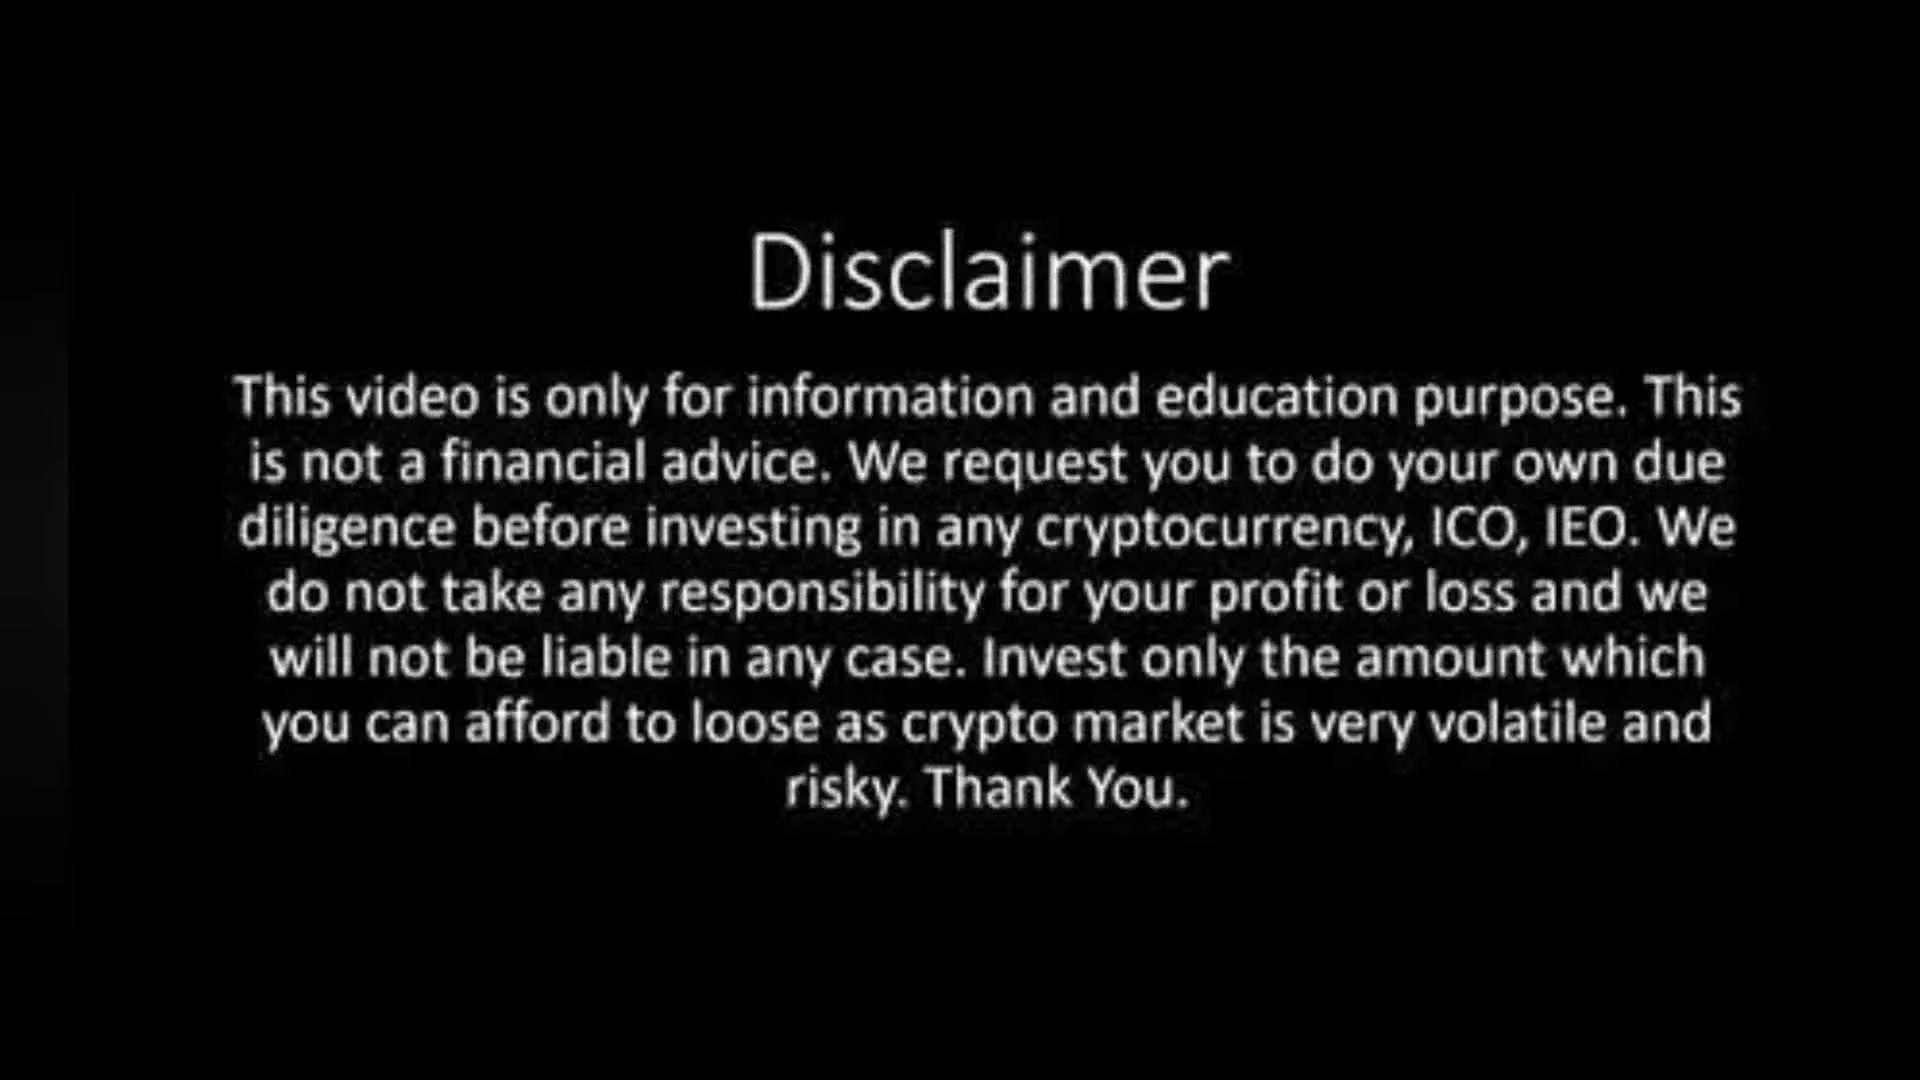 Disclaimer
This video is only for information and education purpose. This
is not a financial advice. We request you to do your own due
diligence before investing in any cryptocurrency, ICO, IEO. We
do not take any responsibility for your profit or loss and we
will not be liable in any case. Invest only the amount which
you can afford to loose as crypto market is very volatile and
risky. Thank You.